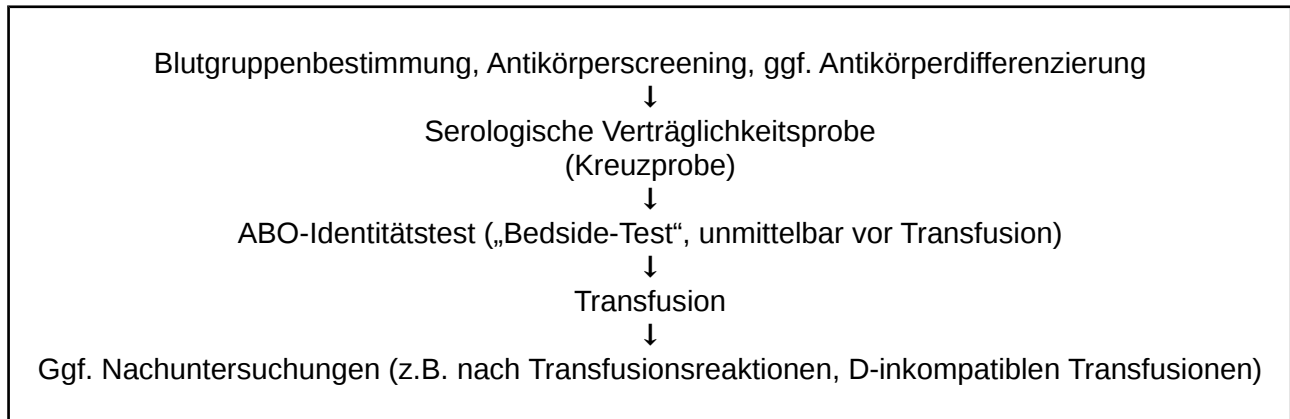 Blutgruppenbestimmung, Antikörperscreening, ggf. Antikörperdifferenzierung
↓
Serologische Verträglichkeitsprobe
(Kreuzprobe)
↓
ABO-Identitätstest („Bedside-Test“, unmittelbar vor Transfusion)
↓
Transfusion
↓
Ggf. Nachuntersuchungen (z.B. nach Transfusionsreaktionen, D-inkompatiblen Transfusionen)